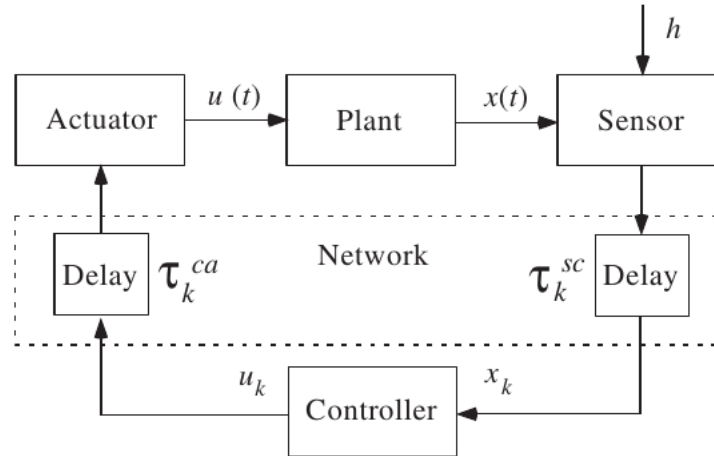 h
Actuator
u (t)
Plant
x(t)
Sensor
Delay
τ_k^{ca}
Network
τ_k^{sc}
Delay
u_k
Controller
x_k